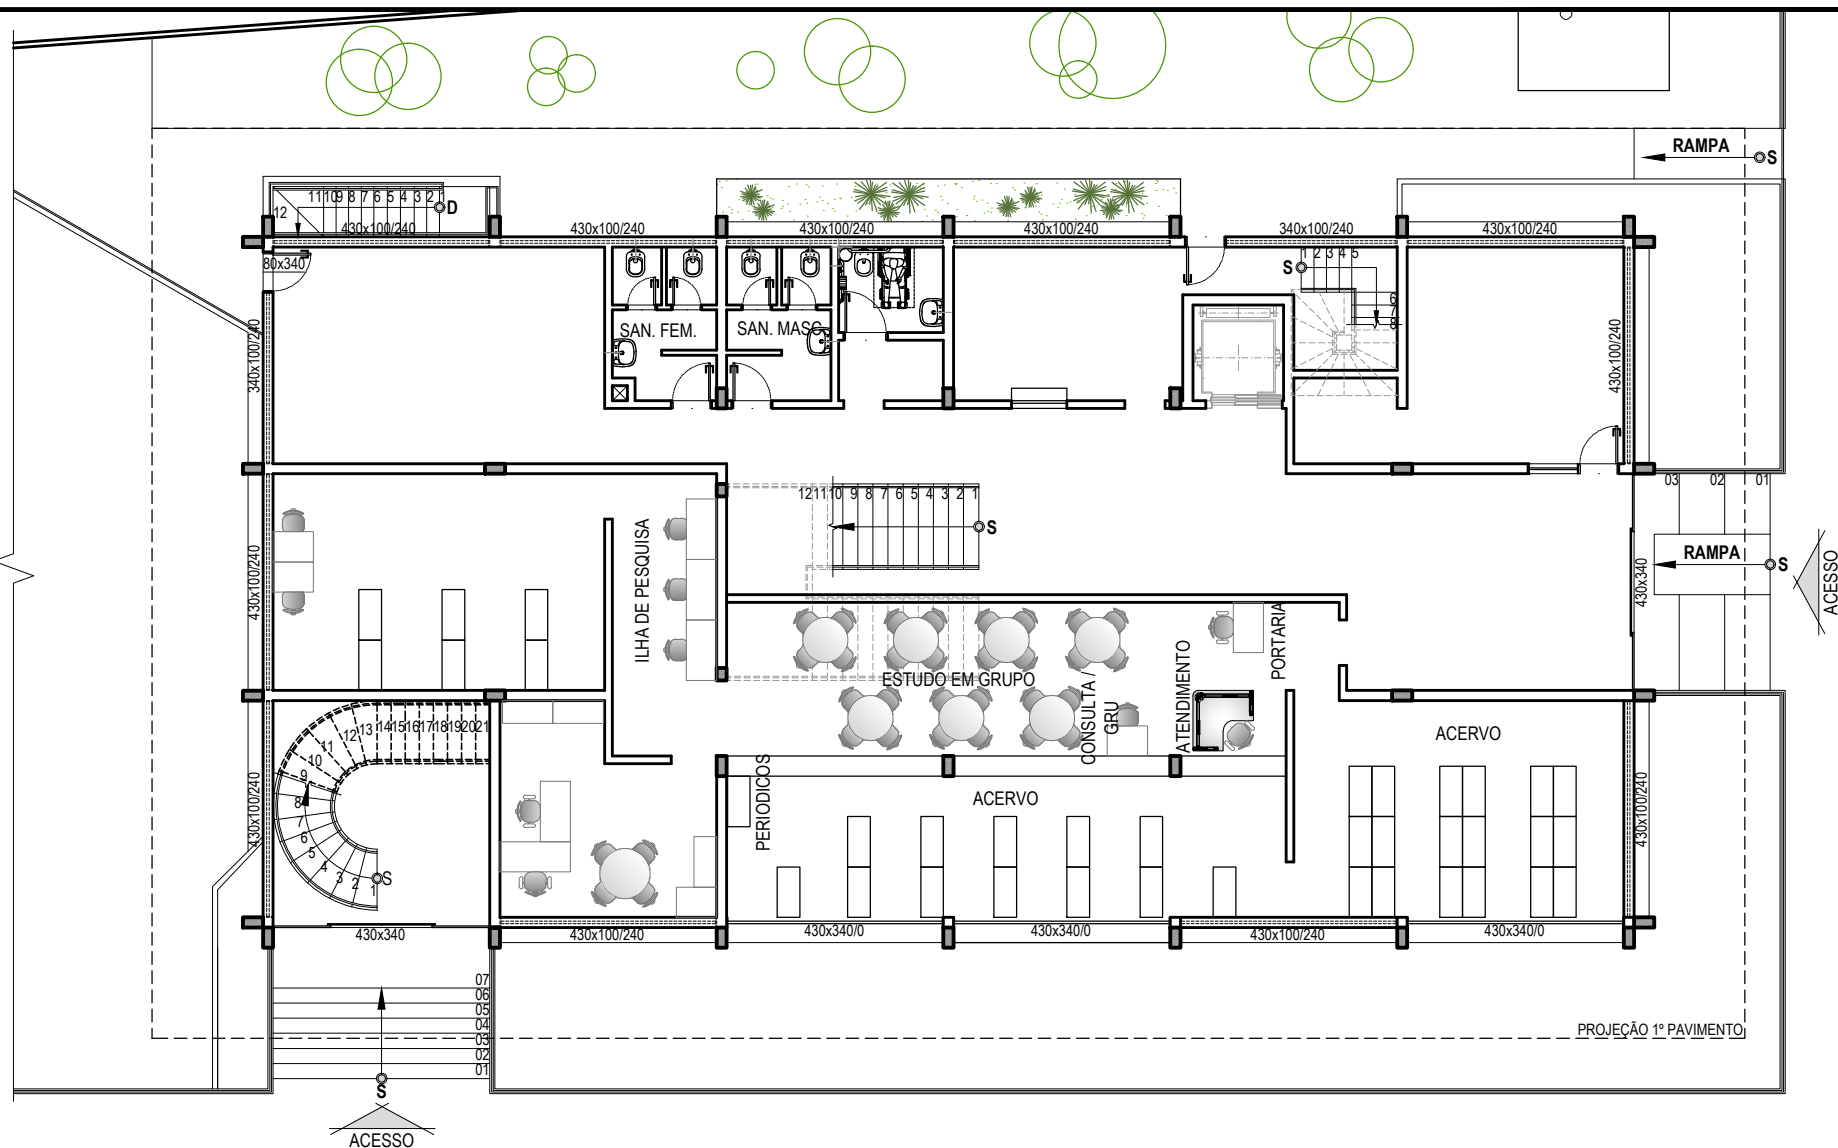 RAMPA
S
11 10 9 8 7 6 5 4 3 2 1
D
12
430x100/240
430x100/240
430x100/240
430x100/240
340x100/240
430x100/240
80x340
1 2 3 4 5
S
6
7
8
SAN. FEM.
SAN. MASC.
340x100/240
430x100/240
03 02 01
12 11 10 9 8 7 6 5 4 3 2 1
S
RAMPA
S
ACESSO
430x340
430x100/240
ILHA DE PESQUISA
PORTARIA
ESTUDO EM GRUPO
CONSULTA /
GRU
ATENDIMENTO
ACERVO
21 20 19 18 17 16 15 14 13 12 11 10 9 8 7 6 5 4 3 2 1
S
430x100/240
430x100/240
PERIODICOS
ACERVO
430x340
430x100/240
430x340/0
430x340/0
430x100/240
430x340/0
07
06
05
04
03
02
01
S
ACESSO
PROJEÇÃO 1º PAVIMENTO